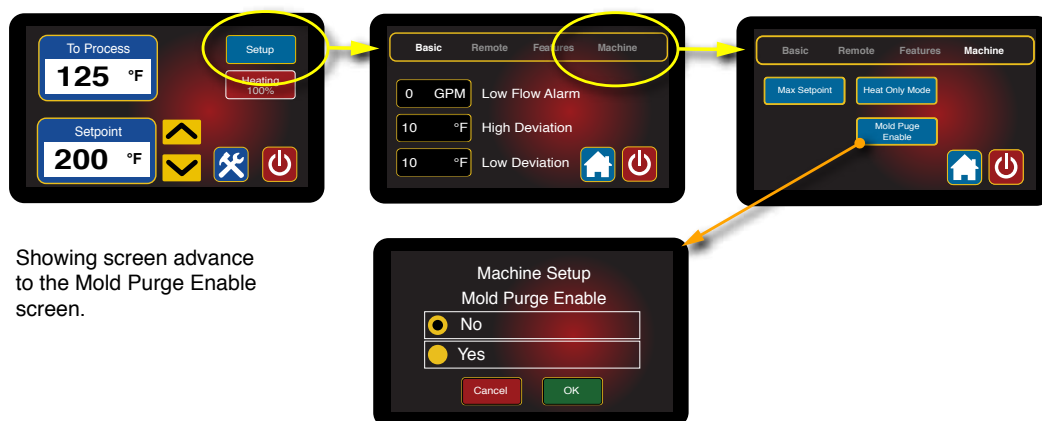 To Process
125 °F
Setup
Heating
100%
Setpoint
200 °F
Basic Remote Features Machine
0 GPM Low Flow Alarm
10 °F High Deviation
10 °F Low Deviation
Basic Remote Features Machine
Max Setpoint Heat Only Mode
Mold Puge
Enable
Showing screen advance
to the Mold Purge Enable
screen.
Machine Setup
Mold Purge Enable
No
Yes
Cancel OK